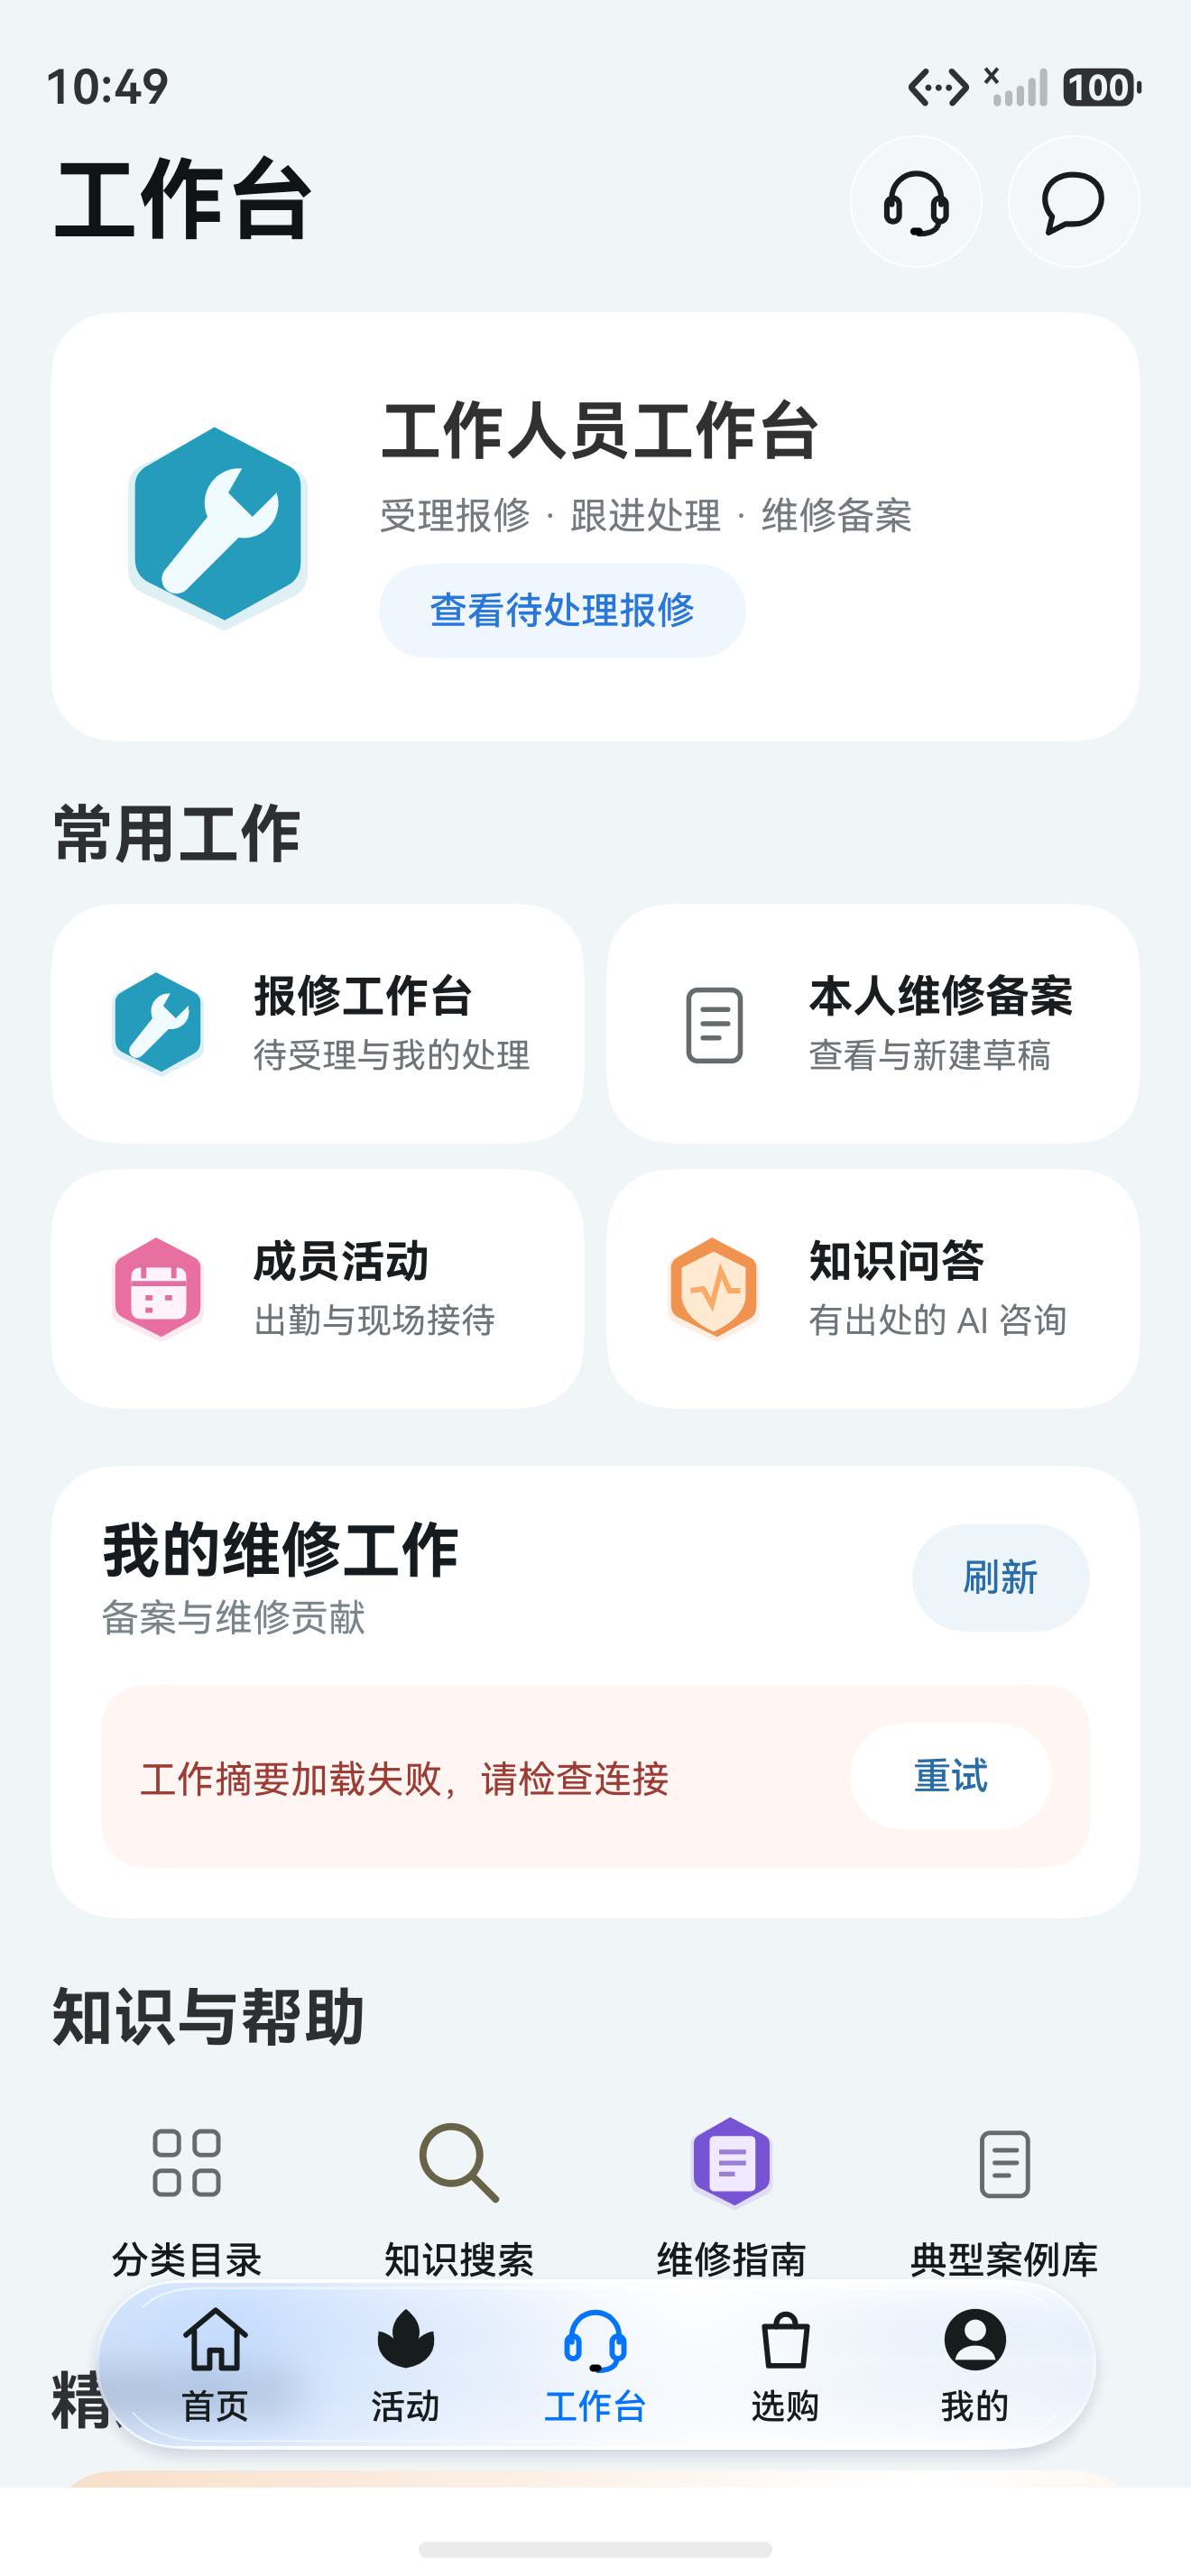 10:49
100
工作台
工作人员工作台
受理报修 · 跟进处理 · 维修备案
查看待处理报修
常用工作
报修工作台
待受理与我的处理
本人维修备案
查看与新建草稿
成员活动
出勤与现场接待
知识问答
有出处的 AI 咨询
我的维修工作
备案与维修贡献
刷新
工作摘要加载失败，请检查连接
重试
知识与帮助
分类目录
知识搜索
维修指南
典型案例库
精
首页
活动
工作台
选购
我的